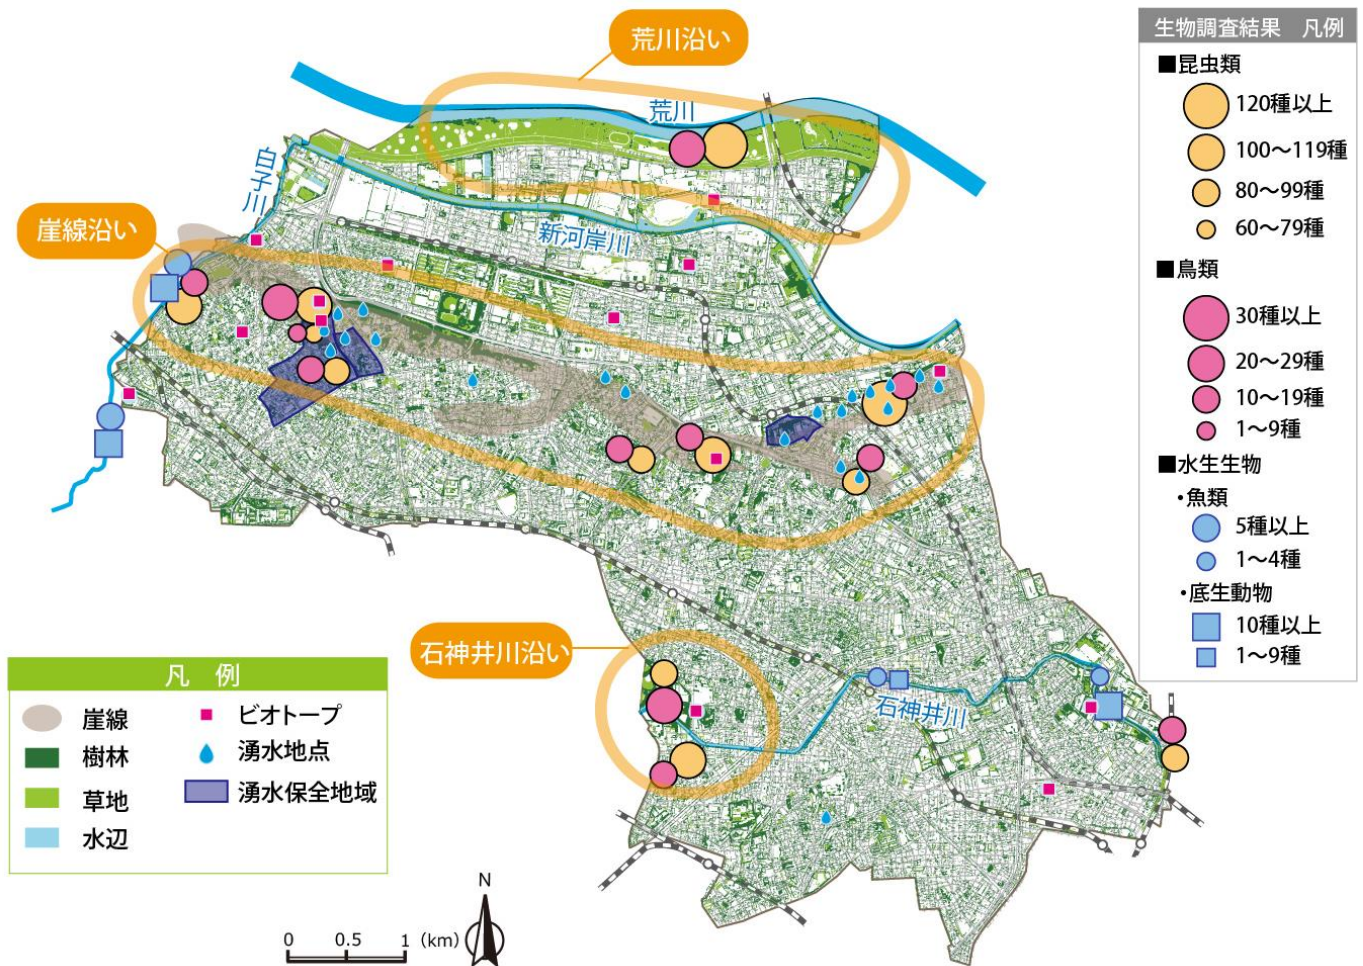 荒川沿い
荒川
白子川
崖線沿い
新河岸川
石神井川沿い
石神井川
生物調査結果 凡例
■昆虫類
120種以上
100～119種
80～99種
60～79種
■鳥類
30種以上
20～29種
10～19種
1～9種
■水生生物
・魚類
5種以上
1～4種
・底生動物
10種以上
1～9種
凡 例
崖線
樹林
草地
水辺
ビオトープ
湧水地点
湧水保全地域
0 0.5 1 (km)
N